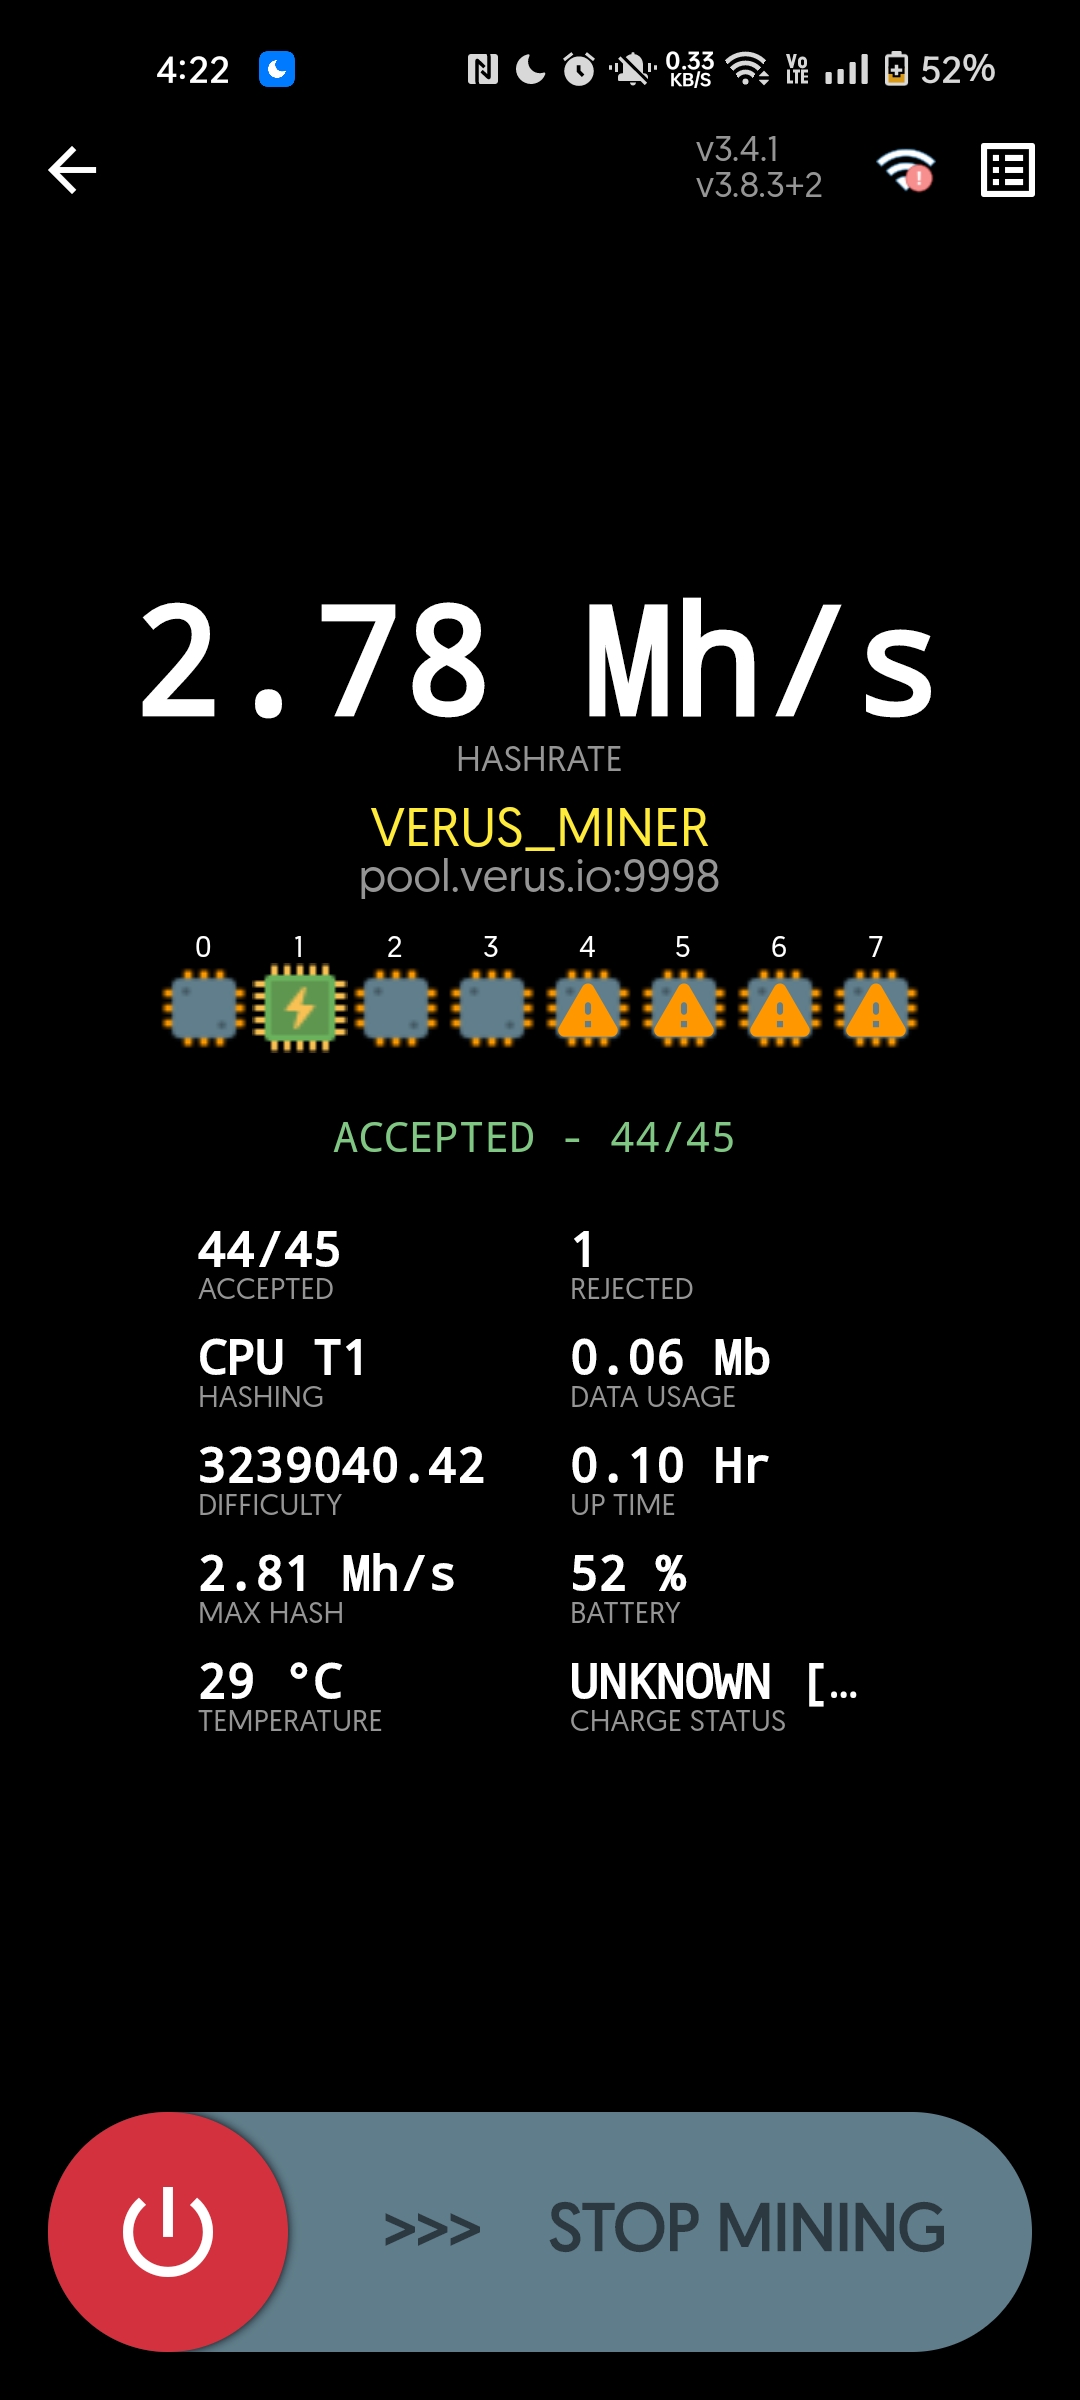 4:22
0.33 KB/S
Vo LTE
52%
v3.4.1
v3.8.3+2
2.78 Mh/s
HASHRATE
VERUS_MINER
pool.verus.io:9998
0 1 2 3 4 5 6 7
ACCEPTED - 44/45
44/45 1
ACCEPTED REJECTED
CPU T1 0.06 Mb
HASHING DATA USAGE
3239040.42 0.10 Hr
DIFFICULTY UP TIME
2.81 Mh/s 52 %
MAX HASH BATTERY
29 °C UNKNOWN [...
TEMPERATURE CHARGE STATUS
>>> STOP MINING